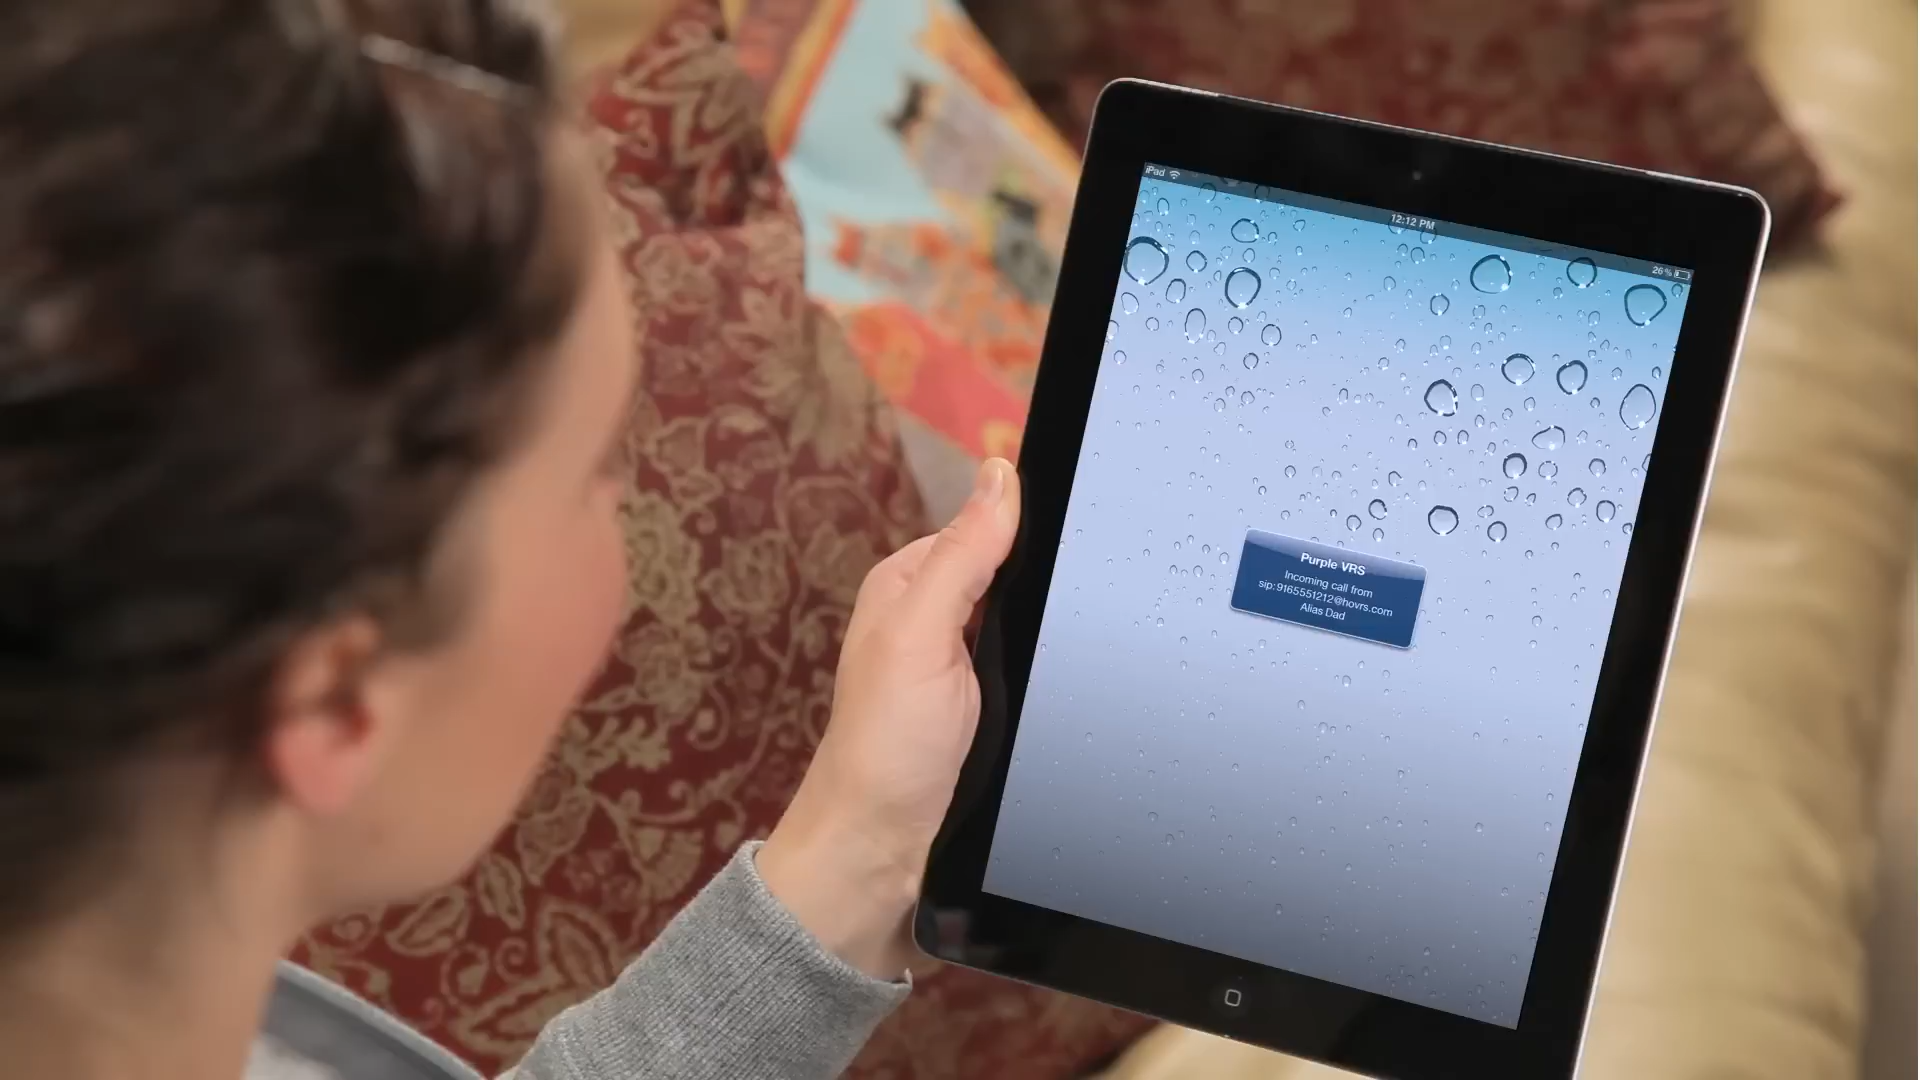 iPad
12:12 PM
26%
Purple VRS
Incoming call from
sip:9165551212@hovrs.com
Alias Dad